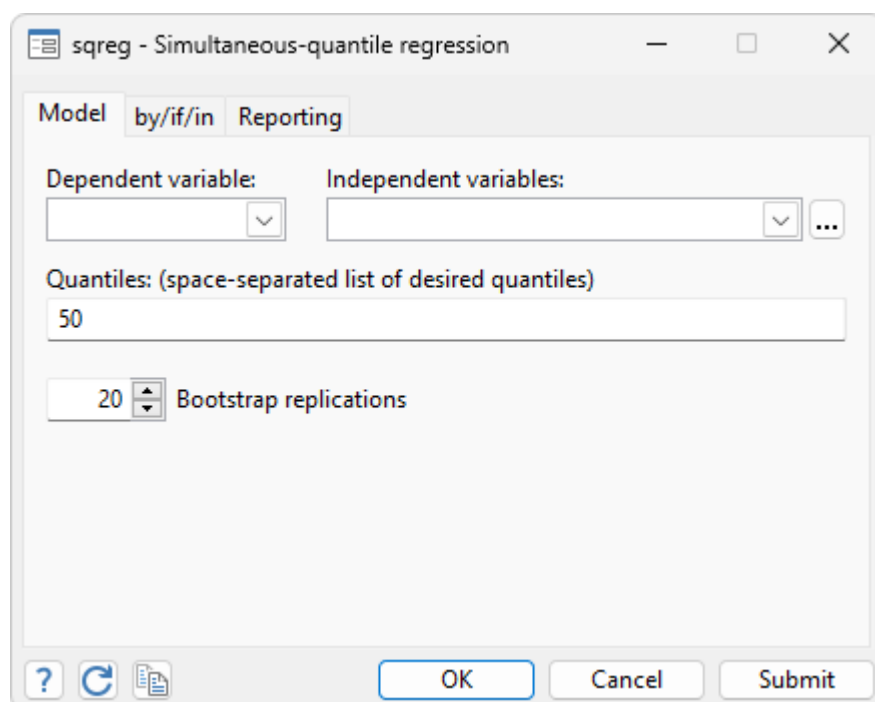 sqreg - Simultaneous-quantile regression
Model by/if/in Reporting
Dependent variable: Independent variables:
...
Quantiles: (space-separated list of desired quantiles)
50
20 Bootstrap replications
? OK Cancel Submit